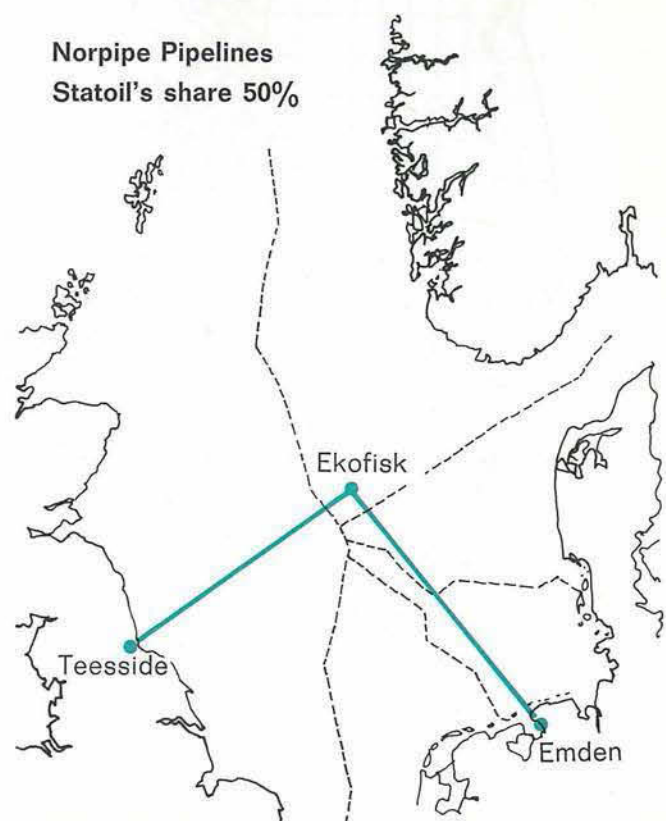 Norpipe Pipelines
Statoil's share 50%
Ekofisk
Teesside
Emden